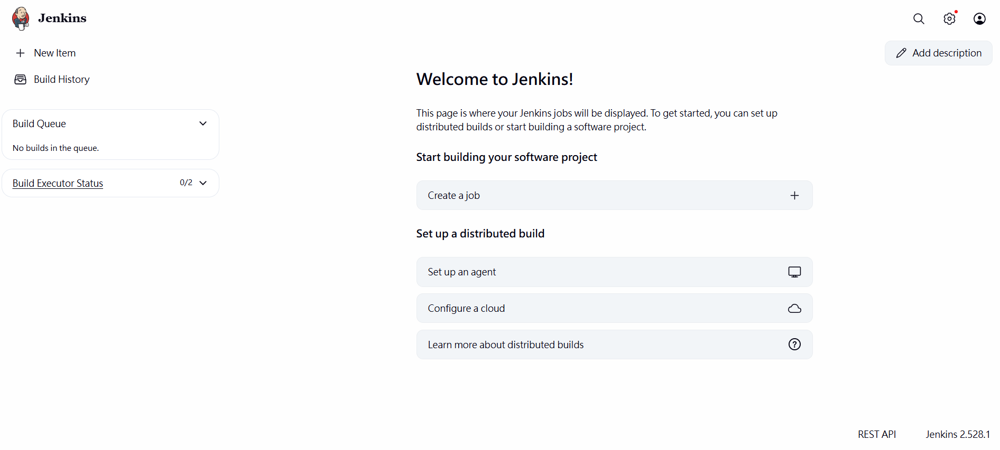 Jenkins
New Item
Build History
Build Queue
No builds in the queue.
Build Executor Status
0/2
Add description
Welcome to Jenkins!
This page is where your Jenkins jobs will be displayed. To get started, you can set up
distributed builds or start building a software project.
Start building your software project
Create a job
Set up a distributed build
Set up an agent
Configure a cloud
Learn more about distributed builds
REST API
Jenkins 2.528.1